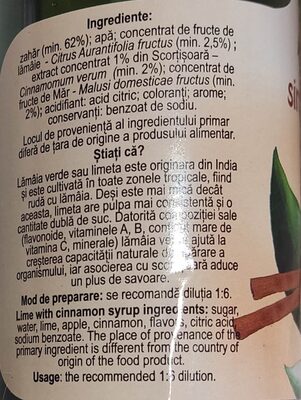 Ingrediente:
zahăr (min. 62%); apă; concentrat de fructe de
lămâie - Citrus Aurantifolia fructus (min. 2,5%);
extract concentrat 1% din Scorțișoară -
Cinnamomum verum (min. 2%); concentrat de
fructe de Măr - Malusi domesticae fructus (min.
2%); acidifiant: acid citric; coloranți; arome;
conservanți: benzoat de sodiu.
Locul de proveniență al ingredientului primar
diferă de țara de origine a produsului alimentar.
Știați că?
Lămâia verde sau limeta este originara din India
și este cultivată în toate zonele tropicale, fiind
rudă cu lămâia. Deși este mai mică decât
aceasta, limeta are pulpa mai consistentă și o
cantitate dublă de suc. Datorită compoziției sale
(flavonoide, vitaminele A, B, conținut mare de
vitamina C, minerale) lămâia verde ajută la
creșterea capacității naturale de apărare a
organismului, iar asocierea cu scorțișoară aduce
un plus de savoare.
Mod de preparare: se recomandă diluția 1:6.
Lime with cinnamon syrup ingredients: sugar,
water, lime, apple, cinnamon, flavors, citric acid,
sodium benzoate. The place of provenance of the
primary ingredient is different from the country of
origin of the food product.
Usage: the recommended 1:6 dilution.